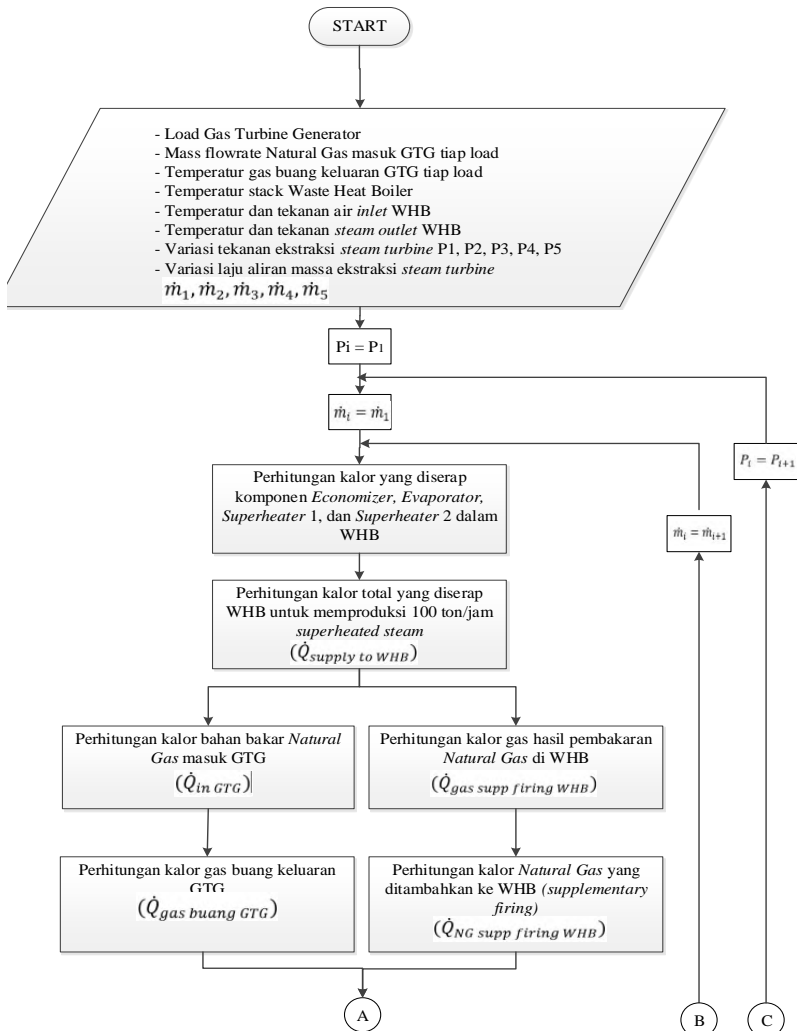 START
- Load Gas Turbine Generator
- Mass flowrate Natural Gas masuk GTG tiap load
- Temperatur gas buang keluaran GTG tiap load
- Temperatur stack Waste Heat Boiler
- Temperatur dan tekanan air inlet WHB
- Temperatur dan tekanan steam outlet WHB
- Variasi tekanan ekstraksi steam turbine P1, P2, P3, P4, P5
- Variasi laju aliran massa ekstraksi steam turbine
ṁ₁, ṁ₂, ṁ₃, ṁ₄, ṁ₅
Pi = P1
ṁᵢ = ṁ₁
Pᵢ = Pᵢ₊₁
ṁᵢ = ṁᵢ₊₁
Perhitungan kalor yang diserap
komponen Economizer, Evaporator,
Superheater 1, dan Superheater 2 dalam
WHB
Perhitungan kalor total yang diserap
WHB untuk memproduksi 100 ton/jam
superheated steam
(Q̇supply to WHB)
Perhitungan kalor bahan bakar Natural
Gas masuk GTG
(Q̇in GTG)
Perhitungan kalor gas hasil pembakaran
Natural Gas di WHB
(Q̇gas supp firing WHB)
Perhitungan kalor gas buang keluaran
GTG
(Q̇gas buang GTG)
Perhitungan kalor Natural Gas yang
ditambahkan ke WHB (supplementary
firing)
(Q̇NG supp firing WHB)
A
B
C